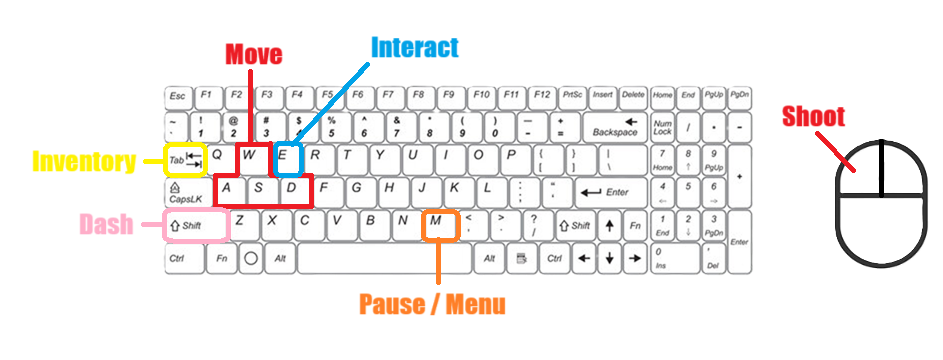 Interact
Move
Shoot
Esc F1 F2 F3 F4 F5 F6 F7 F8 F9 F10 F11 F12 PrtSc Insert Delete Home End PgUp PgDn
~ ! @ # $ % ^ & * ( ) — +
` 1 2 3 4 5 6 7 8 9 0 - = Backspace Num Lock / * -
Inventory
Tab Q W E R T Y U I O P { [ } ] | \ 7 Home 8 ↑ 9 PgUp +
CapsLK A S D F G H J K L : ; " ' Enter 4 ← 5 6 →
Dash
Shift Z X C V B N M < , > . ? / Shift ↑ Fn 1 End 2 ↓ 3 PgDn Enter
Ctrl Fn Alt Alt Ctrl ← ↓ → 0 Ins . Del
Pause / Menu